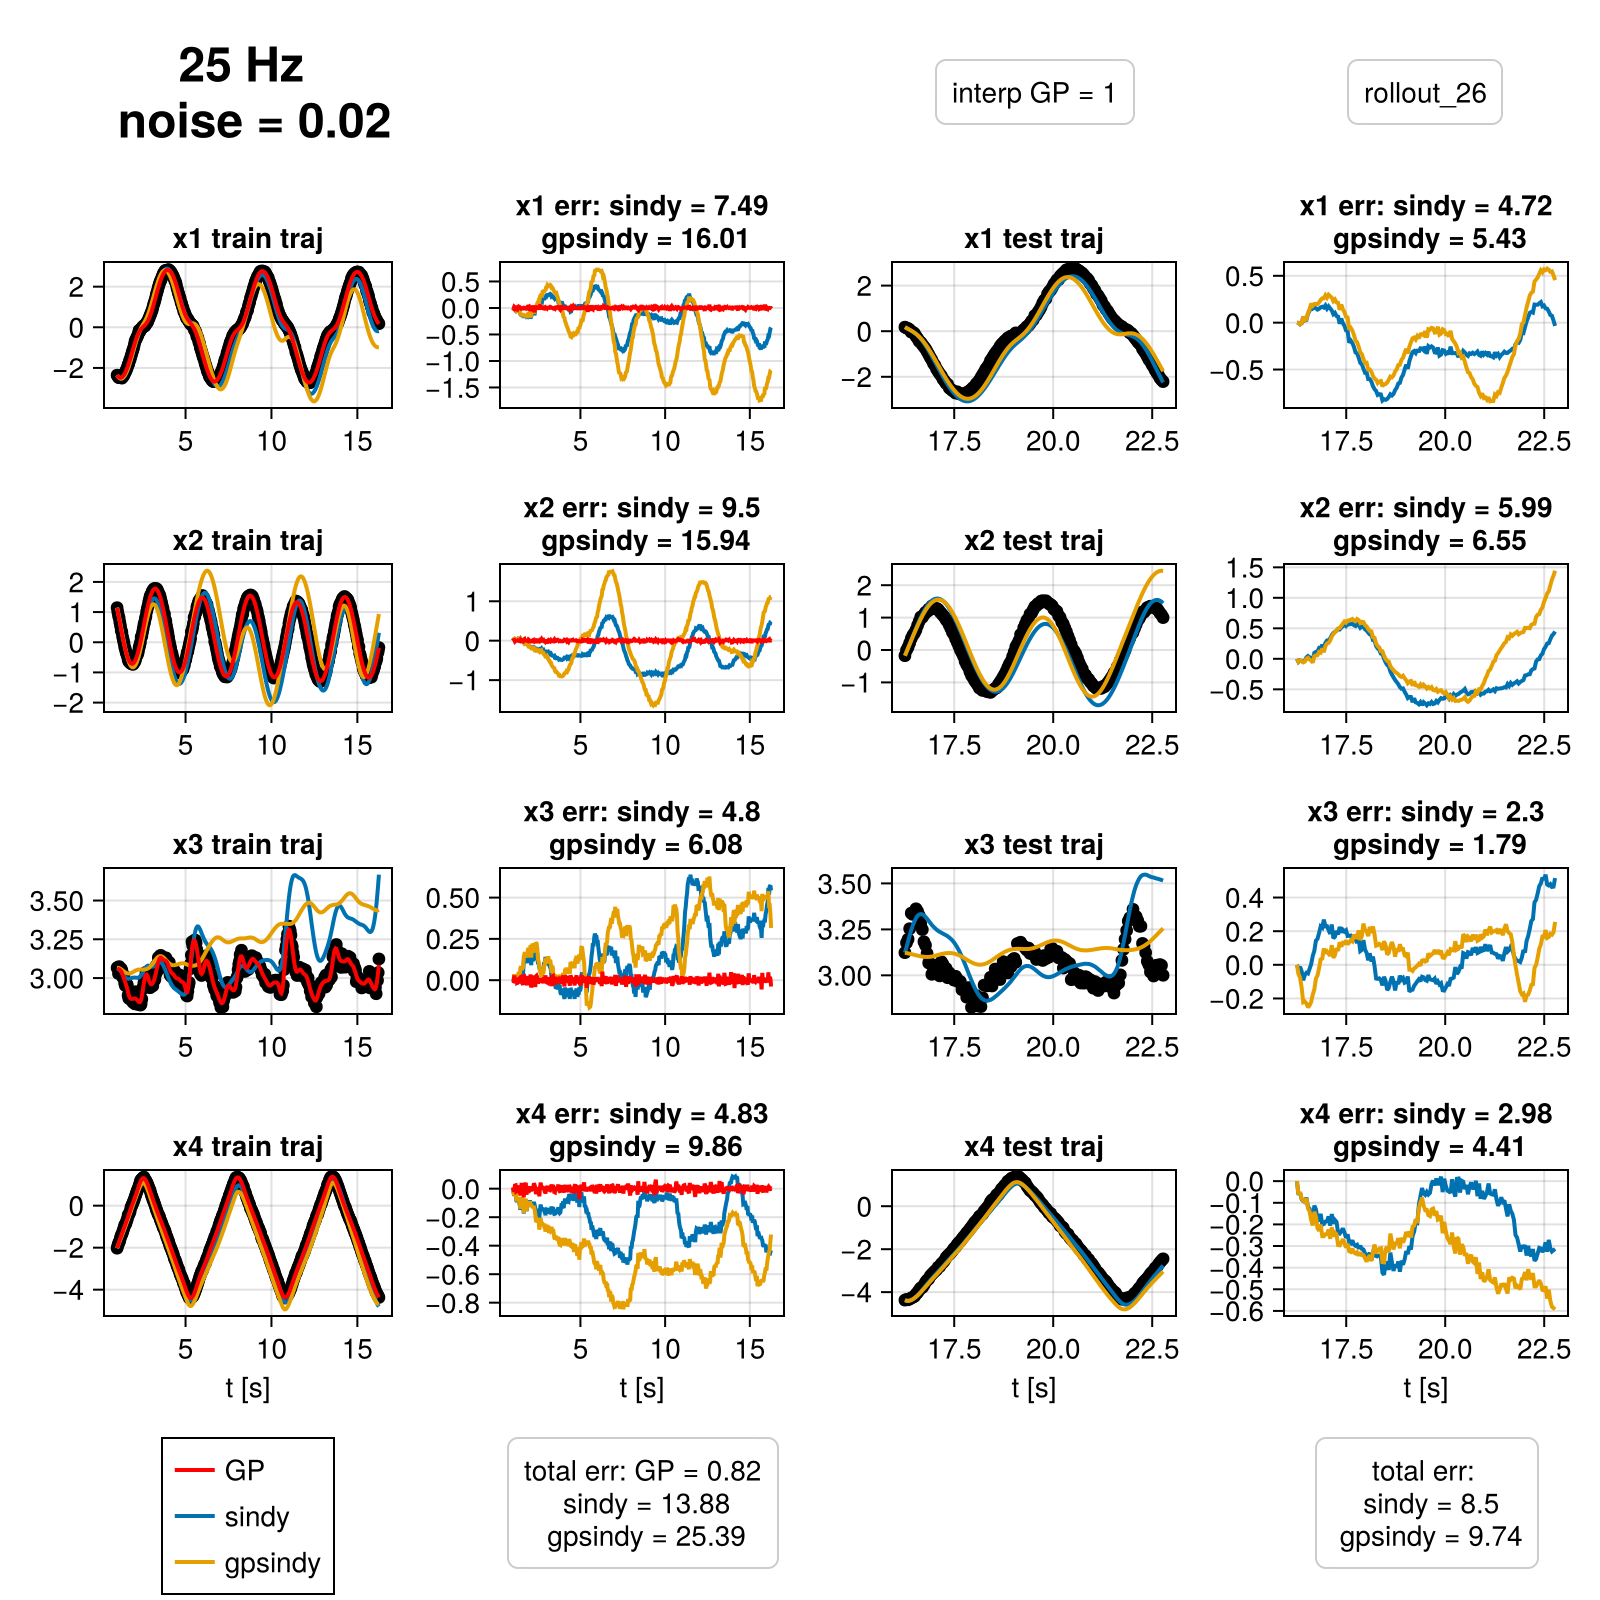 25 Hz
noise = 0.02
interp GP = 1
rollout_26
x1 train traj
2
0
−2
5
10
15
x1 err: sindy = 7.49
gpsindy = 16.01
0.5
0.0
−0.5
−1.0
−1.5
5
10
15
x1 test traj
2
0
−2
17.5
20.0
22.5
x1 err: sindy = 4.72
gpsindy = 5.43
0.5
0.0
−0.5
17.5
20.0
22.5
x2 train traj
2
1
0
−1
−2
5
10
15
x2 err: sindy = 9.5
gpsindy = 15.94
1
0
−1
5
10
15
x2 test traj
2
1
0
−1
17.5
20.0
22.5
x2 err: sindy = 5.99
gpsindy = 6.55
1.5
1.0
0.5
0.0
−0.5
17.5
20.0
22.5
x3 train traj
3.50
3.25
3.00
5
10
15
x3 err: sindy = 4.8
gpsindy = 6.08
0.50
0.25
0.00
5
10
15
x3 test traj
3.50
3.25
3.00
17.5
20.0
22.5
x3 err: sindy = 2.3
gpsindy = 1.79
0.4
0.2
0.0
−0.2
17.5
20.0
22.5
x4 train traj
0
−2
−4
5
10
15
t [s]
x4 err: sindy = 4.83
gpsindy = 9.86
0.0
−0.2
−0.4
−0.6
−0.8
5
10
15
t [s]
x4 test traj
0
−2
−4
17.5
20.0
22.5
t [s]
x4 err: sindy = 2.98
gpsindy = 4.41
0.0
−0.1
−0.2
−0.3
−0.4
−0.5
−0.6
17.5
20.0
22.5
t [s]
GP
sindy
gpsindy
total err: GP = 0.82
sindy = 13.88
gpsindy = 25.39
total err:
sindy = 8.5
gpsindy = 9.74